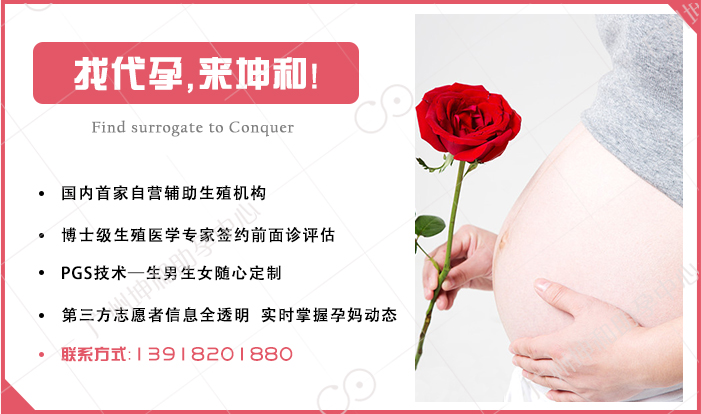 找代孕,来坤和!
Find surrogate to Conquer
国内首家自营辅助生殖机构
博士级生殖医学专家签约前面诊评估
PGS技术—生男生女随心定制
第三方志愿者信息全透明 实时掌握孕妈动态
联系方式:13918201880